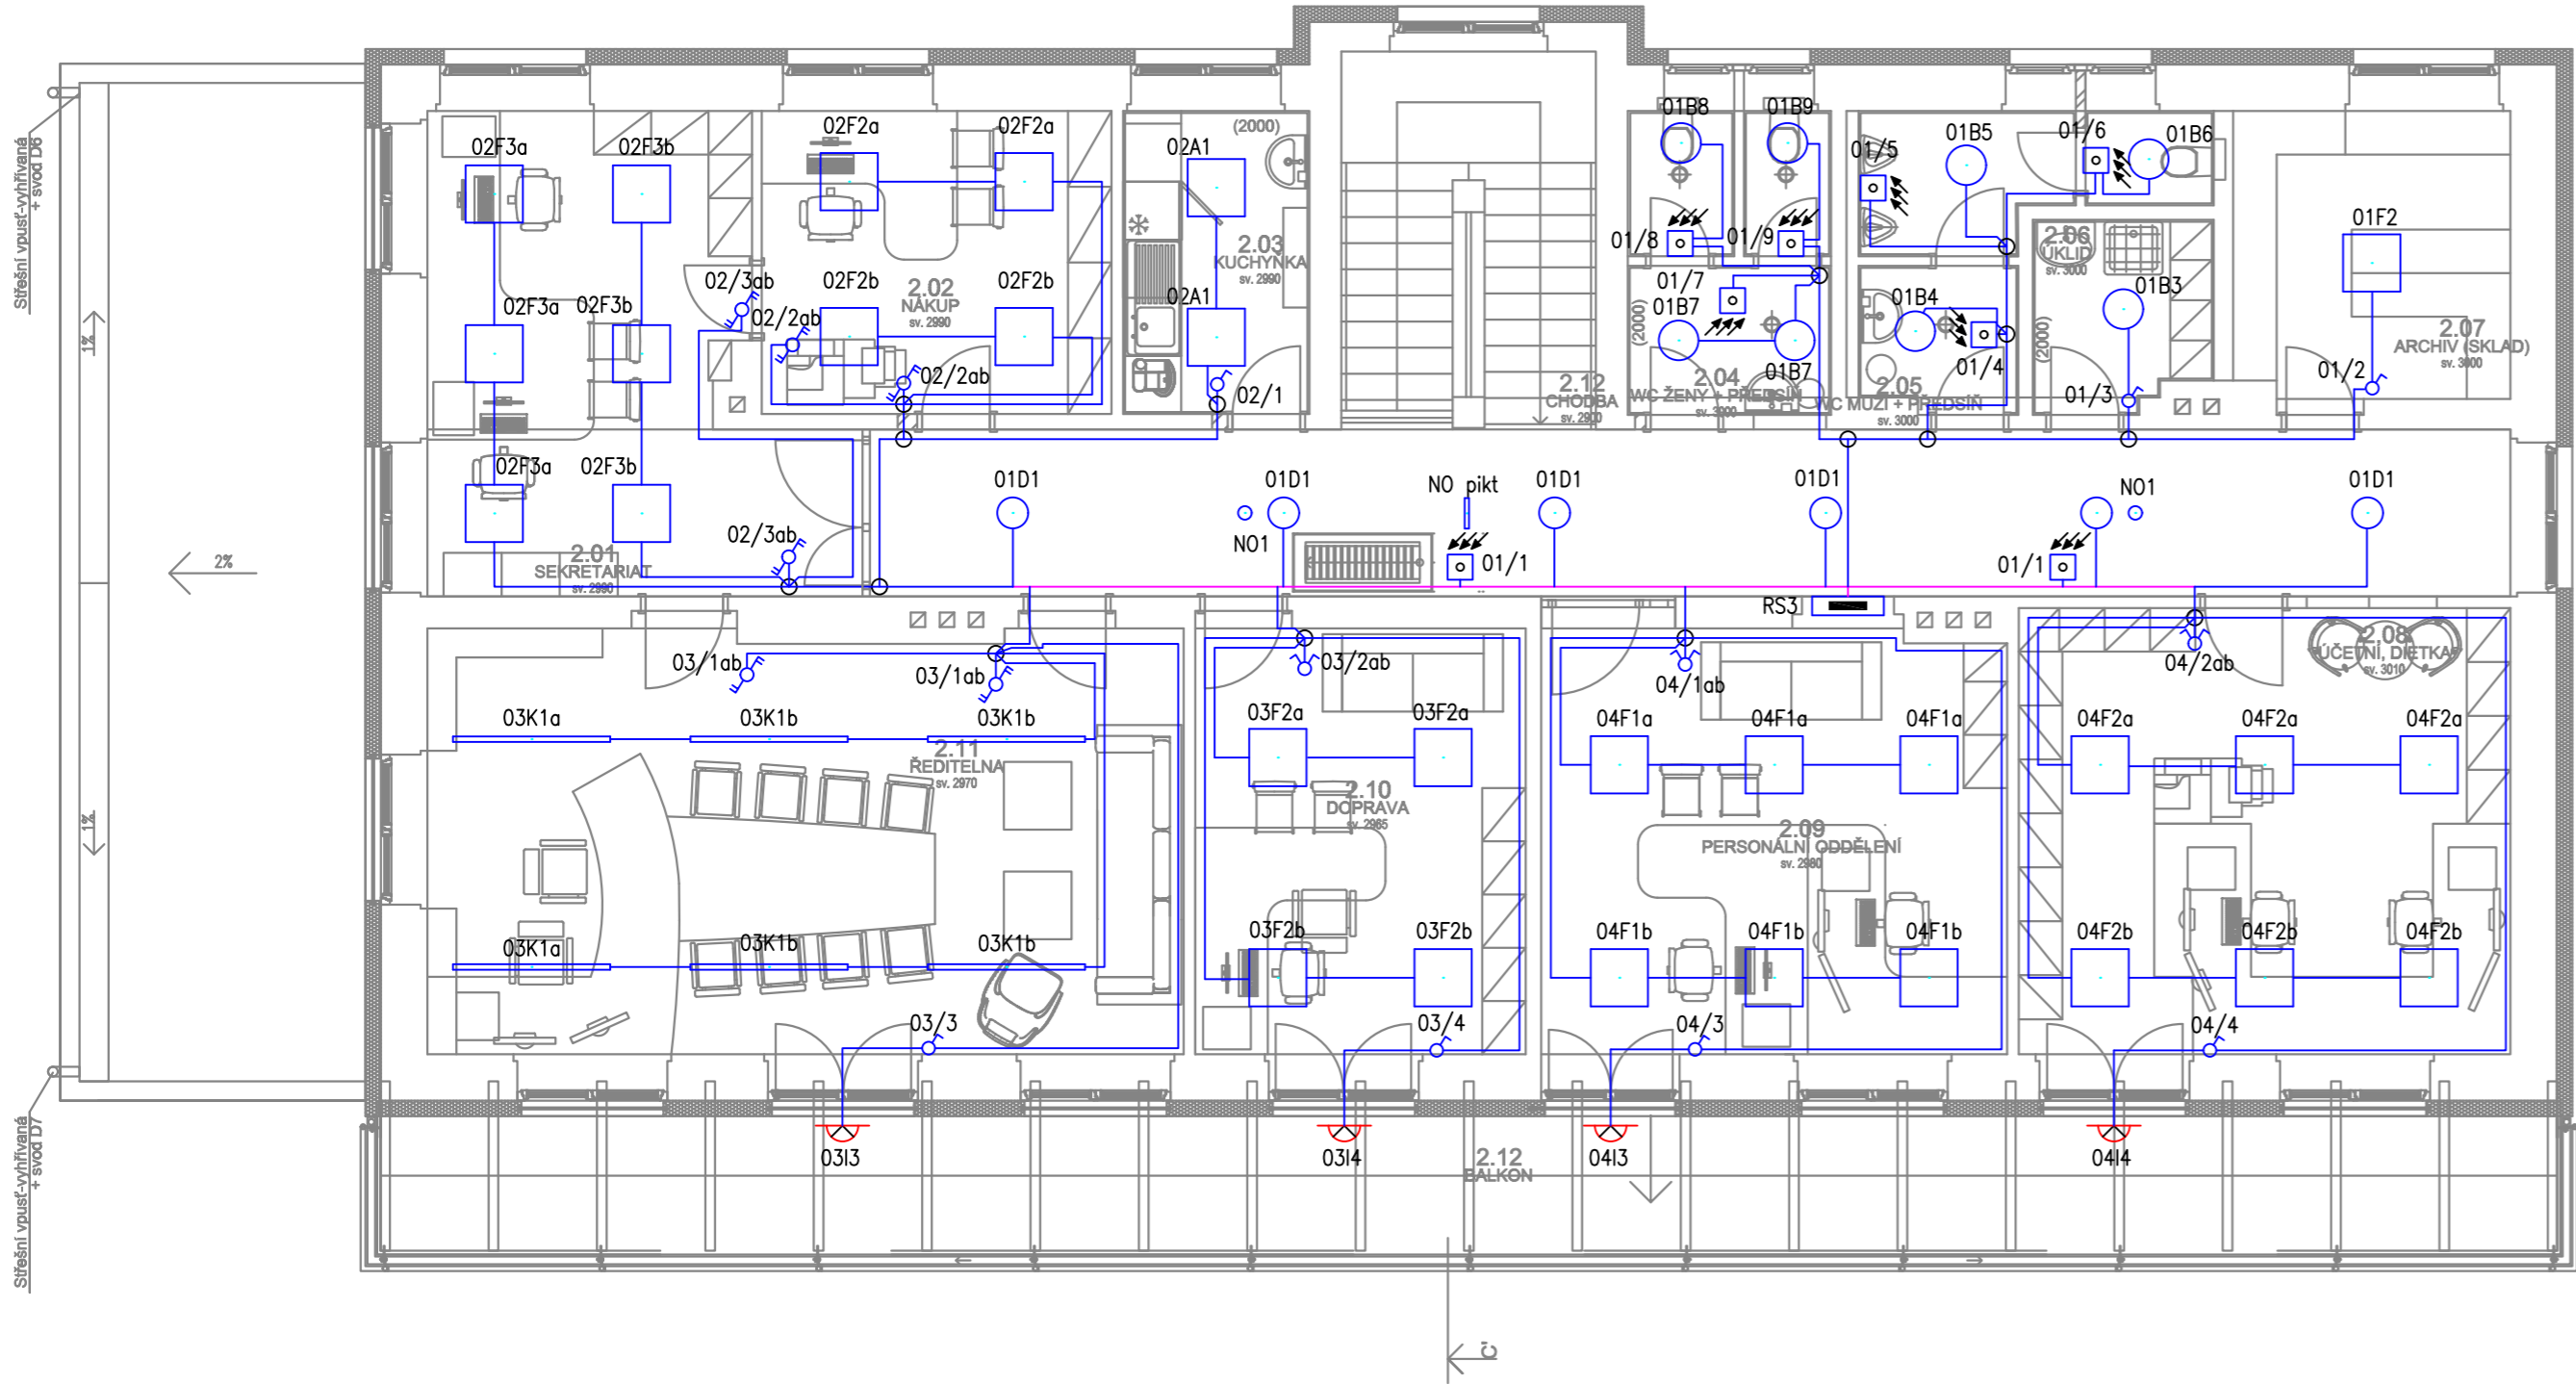 Střešní vpusť-vyhřívaná
+ svod D6
1%
2%
1%
Střešní vpusť-vyhřívaná
+ svod D7
02F3a
02F3b
02F3a
02F3b
02F3a
02F3b
02/3ab
02/3ab
2.01
SEKRETARIAT
sv. 2990
02F2a
02F2a
02F2b
02F2b
2.02
NÁKUP
sv. 2990
02/2ab
02/2ab
02A1
02A1
(2000)
2.03
KUCHYŇKA
sv. 2990
02/1
2.12
CHODBA
sv. 2900
01B8
01B9
01/8
01/9
01/7
01B7
(2000)
01B7
2.04
WC ŽENY + PŘEDSÍŇ
sv. 3000
01/5
01B5
01/6
01B6
01B4
01/4
2.05
WC MUŽI + PŘEDSÍŇ
sv. 3000
2.06
ÚKLID
sv. 3000
01B3
(2000)
01/3
01F2
2.07
ARCHIV (SKLAD)
sv. 3000
01/2
01D1
01D1
NO pikt
01D1
01D1
NO1
01D1
NO1
01/1
01/1
RS3
03/1ab
03/1ab
03K1a
03K1b
03K1b
2.11
ŘEDITELNA
sv. 2970
03K1a
03K1b
03K1b
03/3
03/2ab
03F2a
03F2a
2.10
DOPRAVA
sv. 2965
03F2b
03F2b
03/4
04/1ab
04F1a
04F1a
04F1a
2.09
PERSONÁLNÍ ODDĚLENÍ
sv. 2980
04F1b
04F1b
04F1b
04/3
2.08
ÚČETNÍ, DIETKA
sv. 3010
04/2ab
04F2a
04F2a
04F2a
04F2b
04F2b
04F2b
04/4
03I3
03I4
04I3
04I4
2.12
BALKON
C'